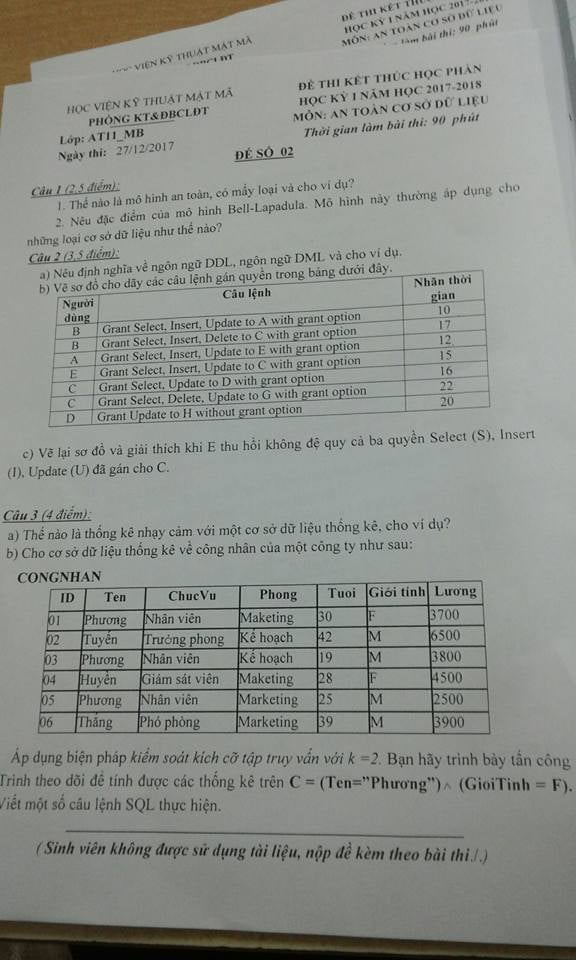 ĐỀ THI KẾT
HỌC KỲ I NĂM HỌC 2017-
MÔN: AN TOÀN CƠ SỞ DỮ LIỆU
làm bài thi: 90 phút
VIỆN KỸ THUẬT MẬT MÃ
HỌC VIỆN KỸ THUẬT MẬT MÃ
PHÒNG KT&ĐBCLĐT
Lớp: AT11_MB
Ngày thi: 27/12/2017
ĐỀ THI KẾT THÚC HỌC PHẦN
HỌC KỲ I NĂM HỌC 2017-2018
MÔN: AN TOÀN CƠ SỞ DỮ LIỆU
Thời gian làm bài thi: 90 phút
ĐỀ SỐ 02
Câu 1 (2,5 điểm):
1. Thế nào là mô hình an toàn, có mấy loại và cho ví dụ?
2. Nêu đặc điểm của mô hình Bell-Lapadula. Mô hình này thường áp dụng cho
những loại cơ sở dữ liệu như thế nào?
Câu 2 (3,5 điểm):
a) Nêu định nghĩa về ngôn ngữ DDL, ngôn ngữ DML và cho ví dụ.
b) Vẽ sơ đồ cho dãy các câu lệnh gán quyền trong bảng dưới đây.
Người dùng Câu lệnh Nhãn thời gian
B Grant Select, Insert, Update to A with grant option 10
B Grant Select, Insert, Delete to C with grant option 17
A Grant Select, Insert, Update to E with grant option 12
E Grant Select, Insert, Update to C with grant option 15
C Grant Select, Update to D with grant option 16
C Grant Select, Delete, Update to G with grant option 22
D Grant Update to H without grant option 20
c) Vẽ lại sơ đồ và giải thích khi E thu hồi không đệ quy cả ba quyền Select (S), Insert
(I), Update (U) đã gán cho C.
Câu 3 (4 điểm):
a) Thế nào là thống kê nhạy cảm với một cơ sở dữ liệu thống kê, cho ví dụ?
b) Cho cơ sở dữ liệu thống kê về công nhân của một công ty như sau:
CONGNHAN
ID Ten ChucVu Phong Tuoi Giới tính Lương
01 Phương Nhân viên Maketing 30 F 3700
02 Tuyển Trưởng phong Kế hoạch 42 M 6500
03 Phương Nhân viên Kế hoạch 19 M 3800
04 Huyền Giám sát viên Maketing 28 F 4500
05 Phương Nhân viên Marketing 25 M 2500
06 Thắng Phó phòng Marketing 39 M 3900
Áp dụng biện pháp kiểm soát kích cỡ tập truy vấn với k =2. Bạn hãy trình bày tấn công
Trình theo dõi để tính được các thống kê trên C = (Ten="Phương") ∧ (GioiTinh = F).
Viết một số câu lệnh SQL thực hiện.
( Sinh viên không được sử dụng tài liệu, nộp đề kèm theo bài thi./.)